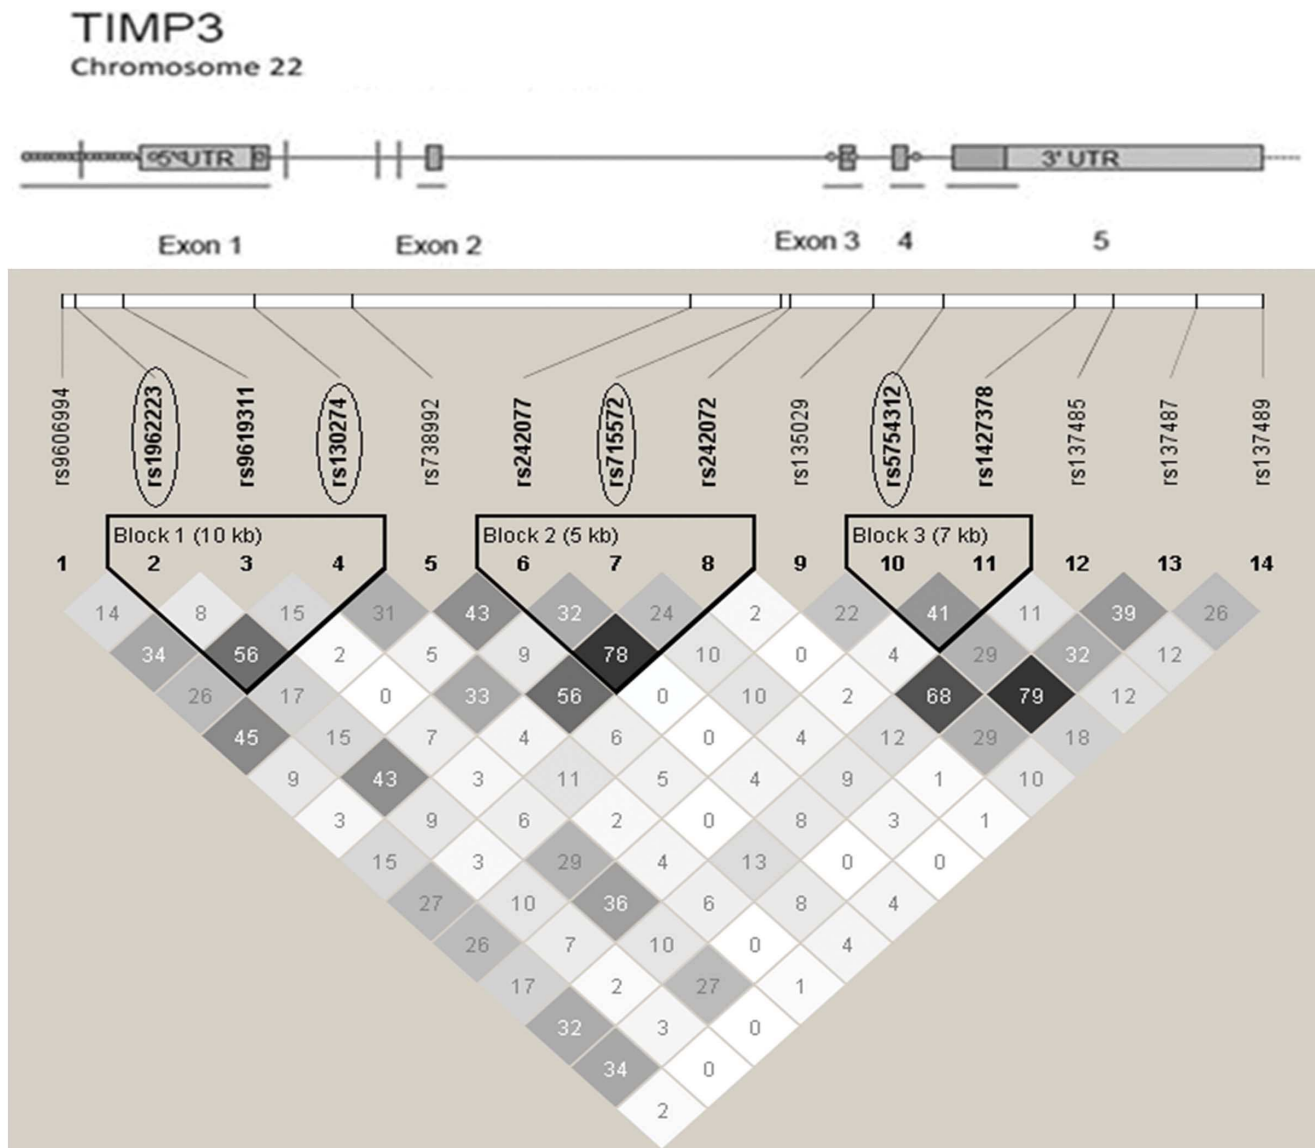 TIMP3
Chromosome 22
5' UTR
3' UTR
Exon 1 Exon 2 Exon 3 4 5
rs9606994
rs1962223
rs9619311
rs130274
rs738992
rs242077
rs715572
rs242072
rs135029
rs5754312
rs1427378
rs137485
rs137487
rs137489
Block 1 (10 kb) Block 2 (5 kb) Block 3 (7 kb)
1 2 3 4 5 6 7 8 9 10 11 12 13 14
14 8 15 31 43 32 24 2 22 41 11 39 26
34 56 2 5 9 78 10 0 4 29 32 12
26 17 0 33 56 0 10 2 68 79 12
45 15 7 4 6 0 4 12 29 18
9 43 3 11 5 4 9 1 10
3 9 6 2 0 8 3 1
15 3 29 4 13 0 0
27 10 36 6 8 4
26 7 10 0 4
17 2 27 1
32 3 0
34 0
2